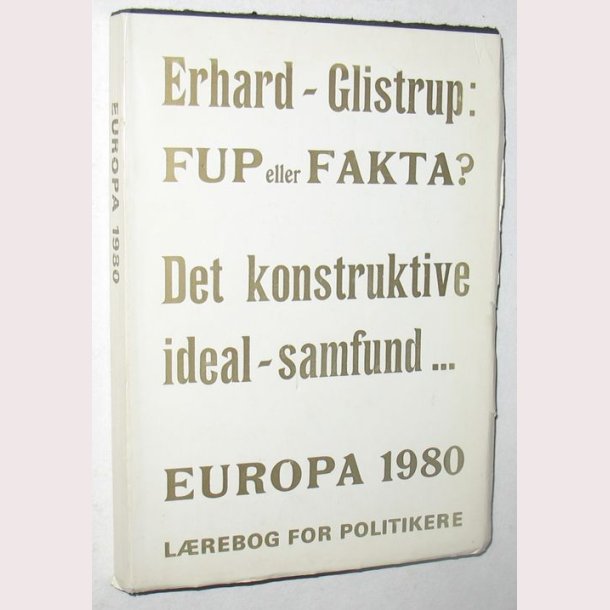 EUROPA 1980
Erhard - Glistrup:
FUP eller FAKTA?
Det konstruktive
ideal-samfund ...
EUROPA 1980
LÆREBOG FOR POLITIKERE